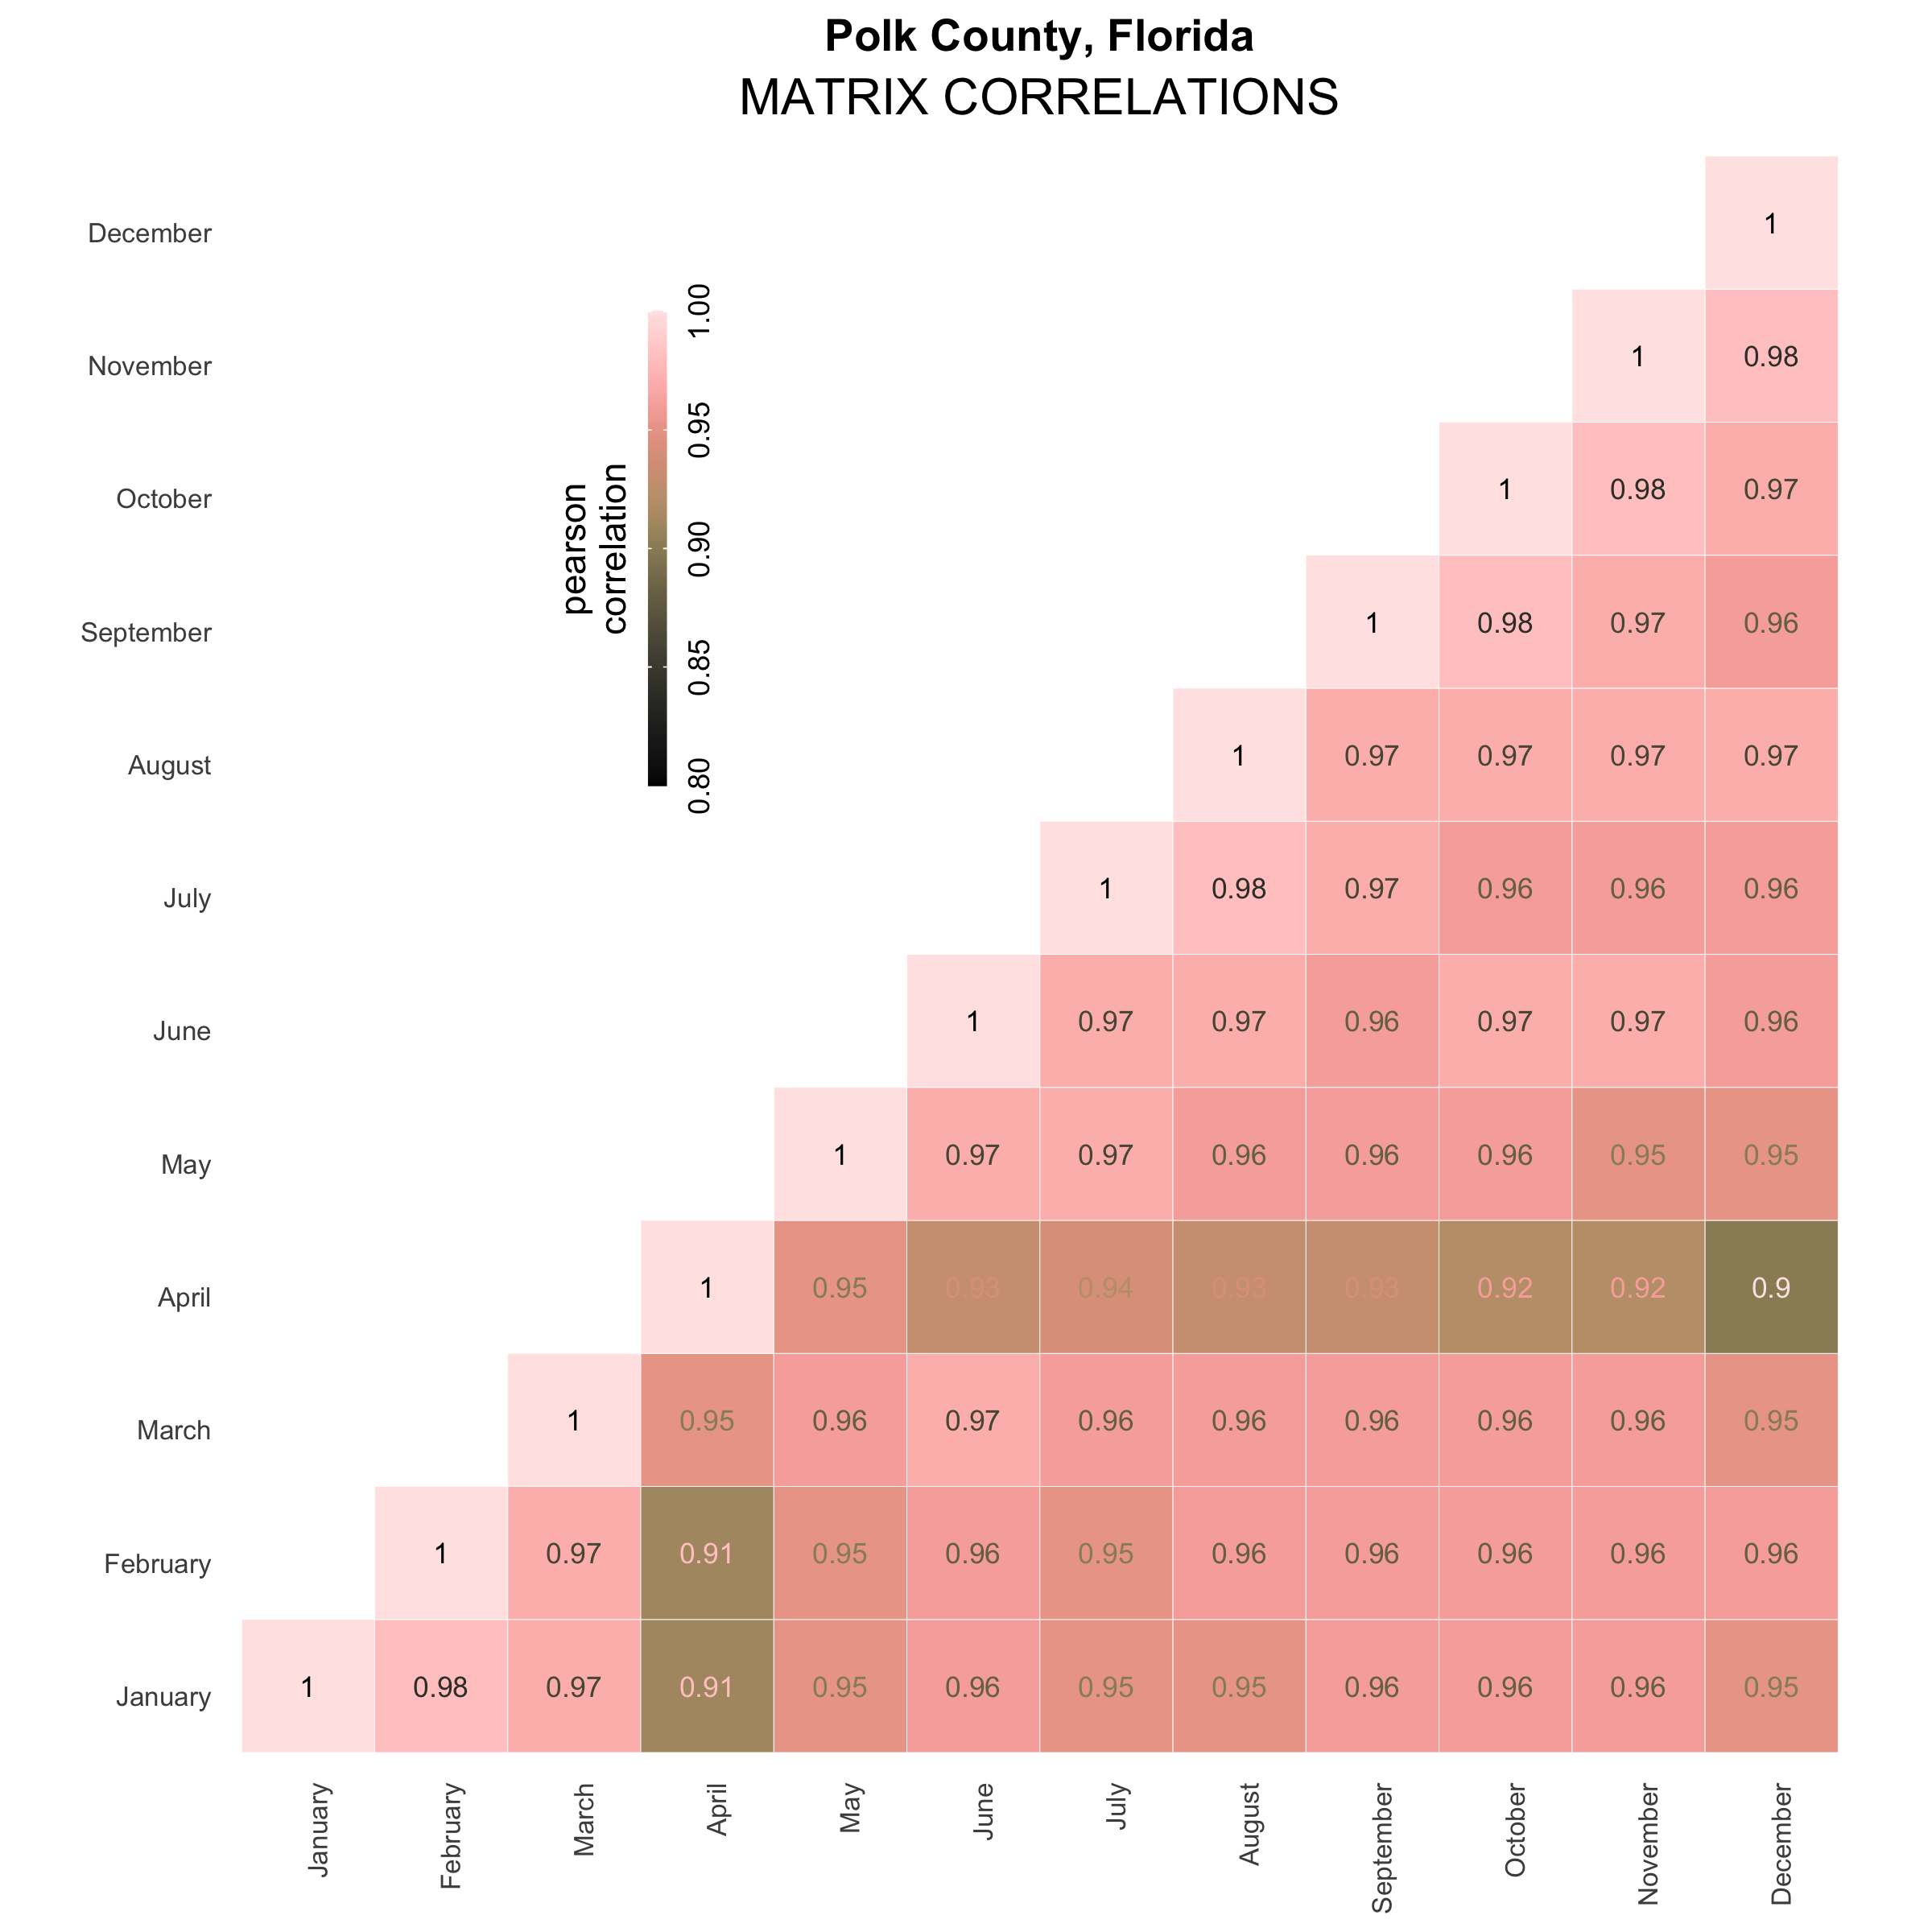 Polk County, Florida
MATRIX CORRELATIONS
December 1
November 1 0.98
October 1 0.98 0.97
September 1 0.98 0.97 0.96
August 1 0.97 0.97 0.97 0.97
July 1 0.98 0.97 0.96 0.96 0.96
June 1 0.97 0.97 0.96 0.97 0.97 0.96
May 1 0.97 0.97 0.96 0.96 0.96 0.95 0.95
April 1 0.95 0.93 0.94 0.93 0.93 0.92 0.92 0.9
March 1 0.95 0.96 0.97 0.96 0.96 0.96 0.96 0.96 0.95
February 1 0.97 0.91 0.95 0.96 0.95 0.96 0.96 0.96 0.96 0.96
January 1 0.98 0.97 0.91 0.95 0.96 0.95 0.95 0.96 0.96 0.96 0.95
January February March April May June July August September October November December
pearson
correlation
0.80 0.85 0.90 0.95 1.00